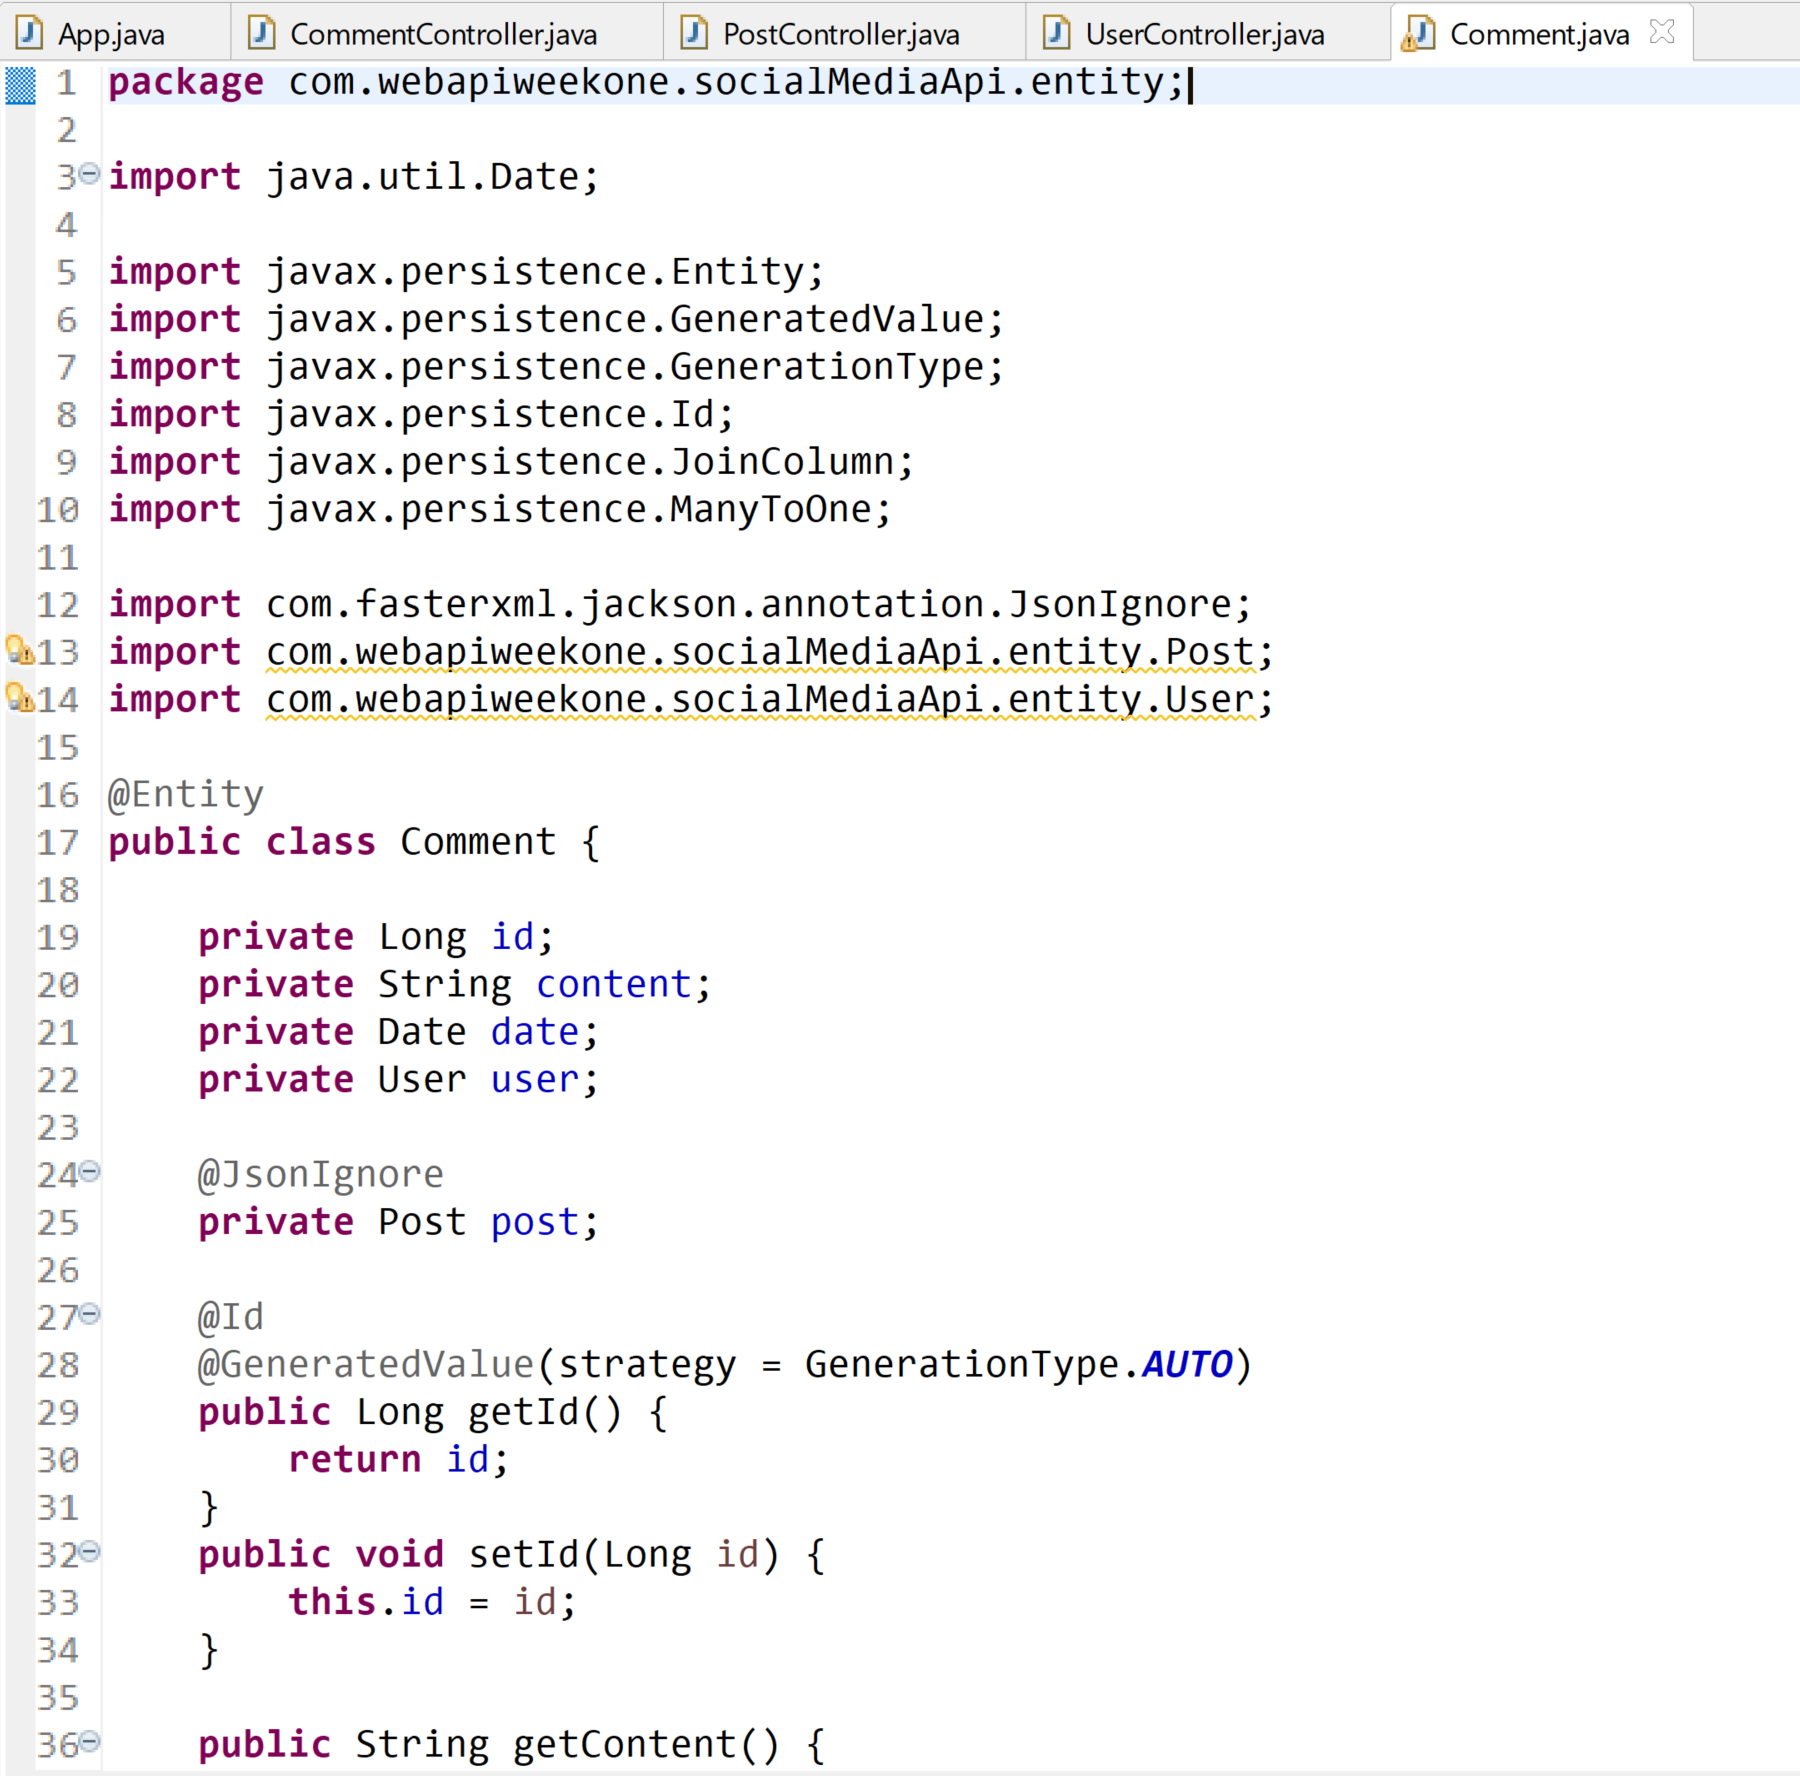 App.java CommentController.java PostController.java UserController.java Comment.java
1 package com.webapiweekone.socialMediaApi.entity;
2
3 import java.util.Date;
4
5 import javax.persistence.Entity;
6 import javax.persistence.GeneratedValue;
7 import javax.persistence.GenerationType;
8 import javax.persistence.Id;
9 import javax.persistence.JoinColumn;
10 import javax.persistence.ManyToOne;
11
12 import com.fasterxml.jackson.annotation.JsonIgnore;
13 import com.webapiweekone.socialMediaApi.entity.Post;
14 import com.webapiweekone.socialMediaApi.entity.User;
15
16 @Entity
17 public class Comment {
18
19     private Long id;
20     private String content;
21     private Date date;
22     private User user;
23
24     @JsonIgnore
25     private Post post;
26
27     @Id
28     @GeneratedValue(strategy = GenerationType.AUTO)
29     public Long getId() {
30         return id;
31     }
32     public void setId(Long id) {
33         this.id = id;
34     }
35
36     public String getContent() {